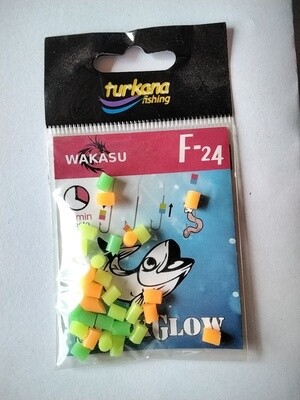 turkana
fishing
WAKASU
F-24
min
GLOW